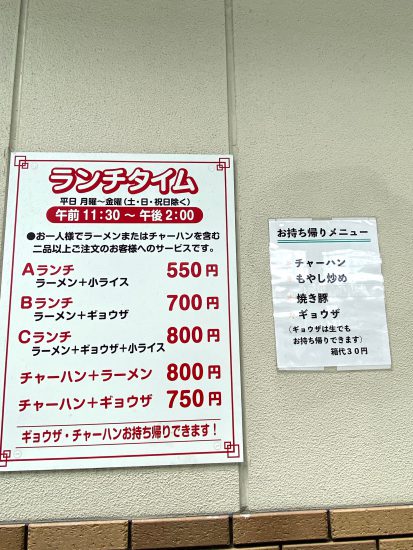 ランチタイム
平日 月曜～金曜(土・日・祝日除く)
午前 11:30 ～ 午後 2:00
●お一人様でラーメンまたはチャーハンを含む
二品以上ご注文のお客様へのサービスです。
Aランチ 550円
ラーメン＋小ライス
Bランチ 700円
ラーメン＋ギョウザ
Cランチ 800円
ラーメン＋ギョウザ＋小ライス
チャーハン＋ラーメン 800円
チャーハン＋ギョウザ 750円
ギョウザ・チャーハンお持ち帰りできます！
お持ち帰りメニュー
チャーハン
もやし炒め
焼き豚
ギョウザ
(ギョウザは生でも
お持ち帰りできます)
箱代３０円